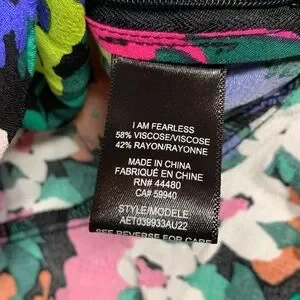 I AM FEARLESS
58% VISCOSE/VISCOSE
42% RAYON/RAYONNE
MADE IN CHINA
FABRIQUÉ EN CHINE
RN# 44480
CA# 59940
STYLE/MODELE
AET039933AU22
SEE REVERSE FOR CARE